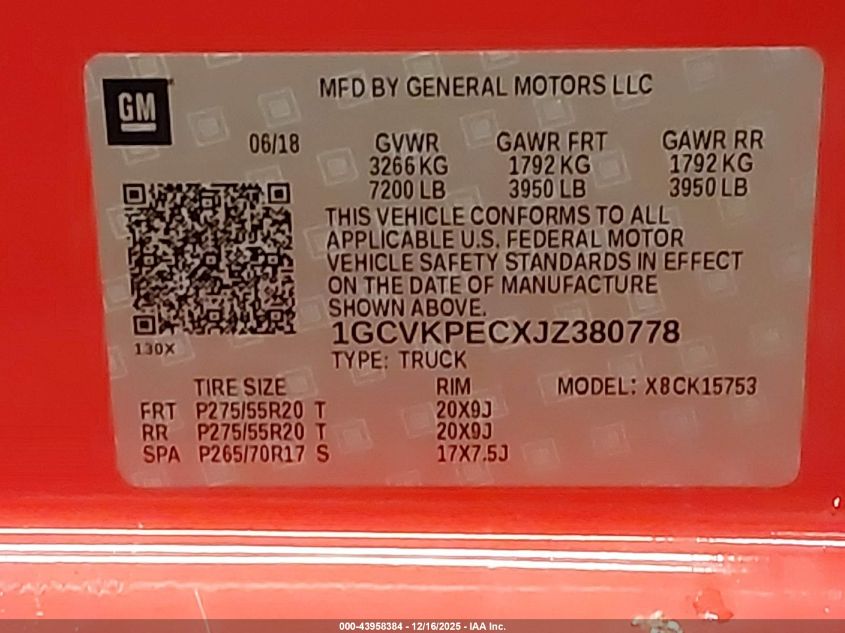 GM
MFD BY GENERAL MOTORS LLC
06/18 GVWR GAWR FRT GAWR RR
3266 KG 1792 KG 1792 KG
7200 LB 3950 LB 3950 LB
THIS VEHICLE CONFORMS TO ALL
APPLICABLE U.S. FEDERAL MOTOR
VEHICLE SAFETY STANDARDS IN EFFECT
ON THE DATE OF MANUFACTURE
SHOWN ABOVE.
1GCVKPECXJZ380778
130X
TYPE: TRUCK
TIRE SIZE RIM MODEL: X8CK15753
FRT P275/55R20 T 20X9J
RR P275/55R20 T 20X9J
SPA P265/70R17 S 17X7.5J
000-43958384 - 12/16/2025 - IAA Inc.